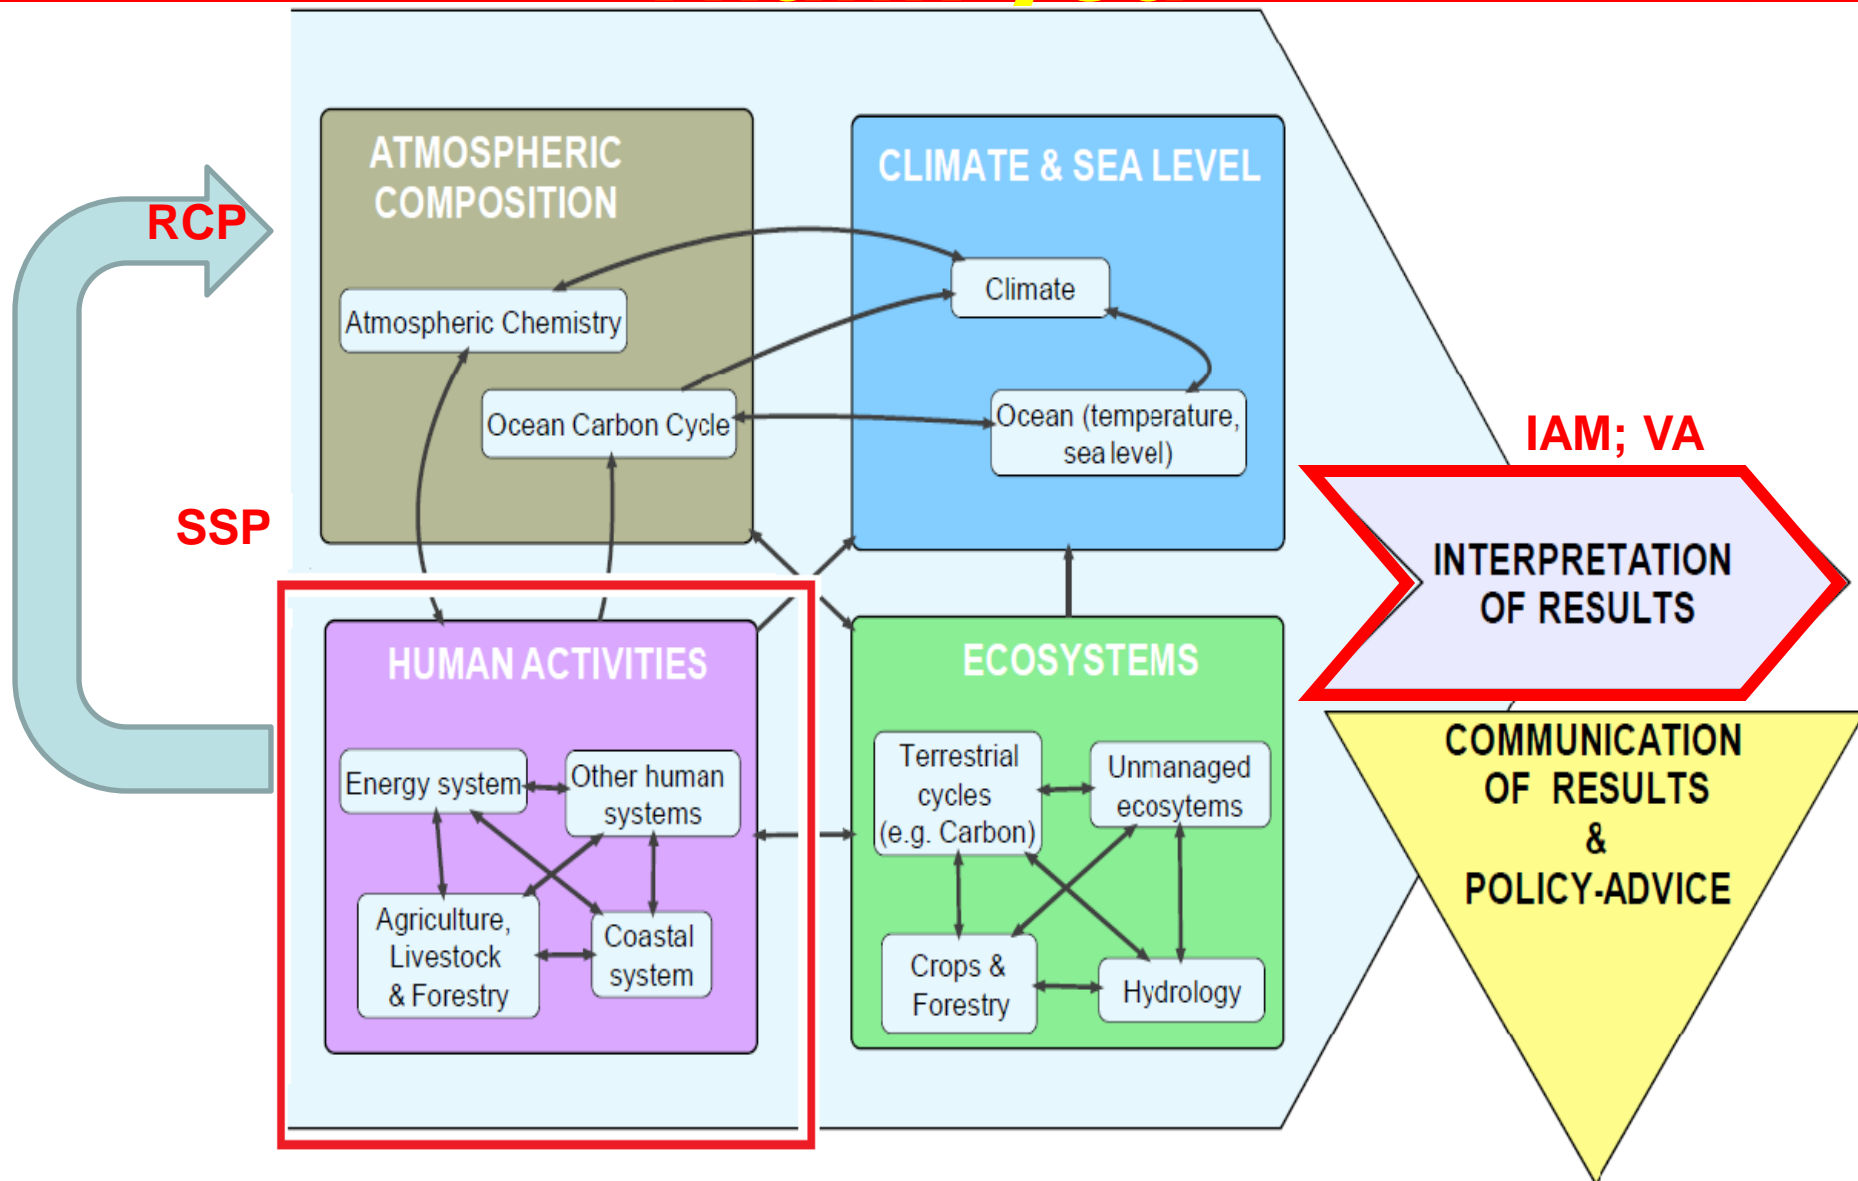 ATMOSPHERIC
COMPOSITION
CLIMATE & SEA LEVEL
RCP
Climate
Atmospheric Chemistry
Ocean Carbon Cycle
Ocean (temperature,
sea level)
IAM; VA
SSP
INTERPRETATION
OF RESULTS
HUMAN ACTIVITIES
ECOSYSTEMS
Energy system
Other human
systems
Agriculture,
Livestock
& Forestry
Coastal
system
Terrestrial
cycles
(e.g. Carbon)
Unmanaged
ecosytems
Crops &
Forestry
Hydrology
COMMUNICATION
OF RESULTS
&
POLICY-ADVICE